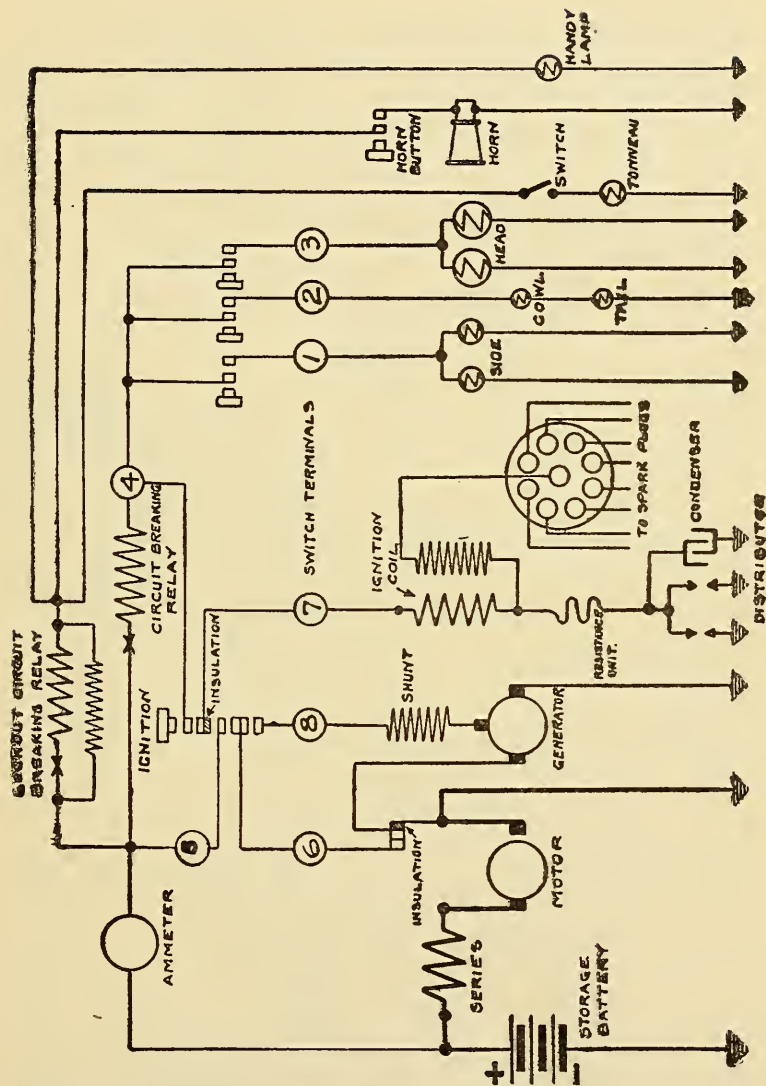 LOCKOUT CIRCUIT
BREAKING RELAY
HANDY
LAMP
HORN
BUTTON
HORN
SWITCH
TONNEAU
AMMETER
5
IGNITION
CIRCUIT BREAKING
RELAY
4
INSULATION
SWITCH TERMINALS
6
8
7
1
2
3
INSULATION
SHUNT
IGNITION
COIL
SIDE
COWL
TAIL
HEAD
SERIES
MOTOR
GENERATOR
RESISTANCE
UNIT.
TO SPARK PLUGS
CONDENSER
+
-
STORAGE
BATTERY
DISTRIBUTER